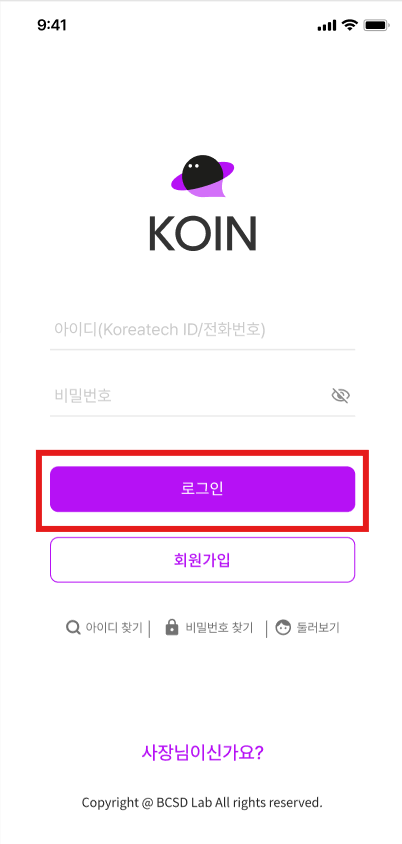 9:41
KOIN
아이디(Koreatech ID/전화번호)
비밀번호
로그인
회원가입
아이디 찾기 | 비밀번호 찾기 | 둘러보기
사장님이신가요?
Copyright @ BCSD Lab All rights reserved.